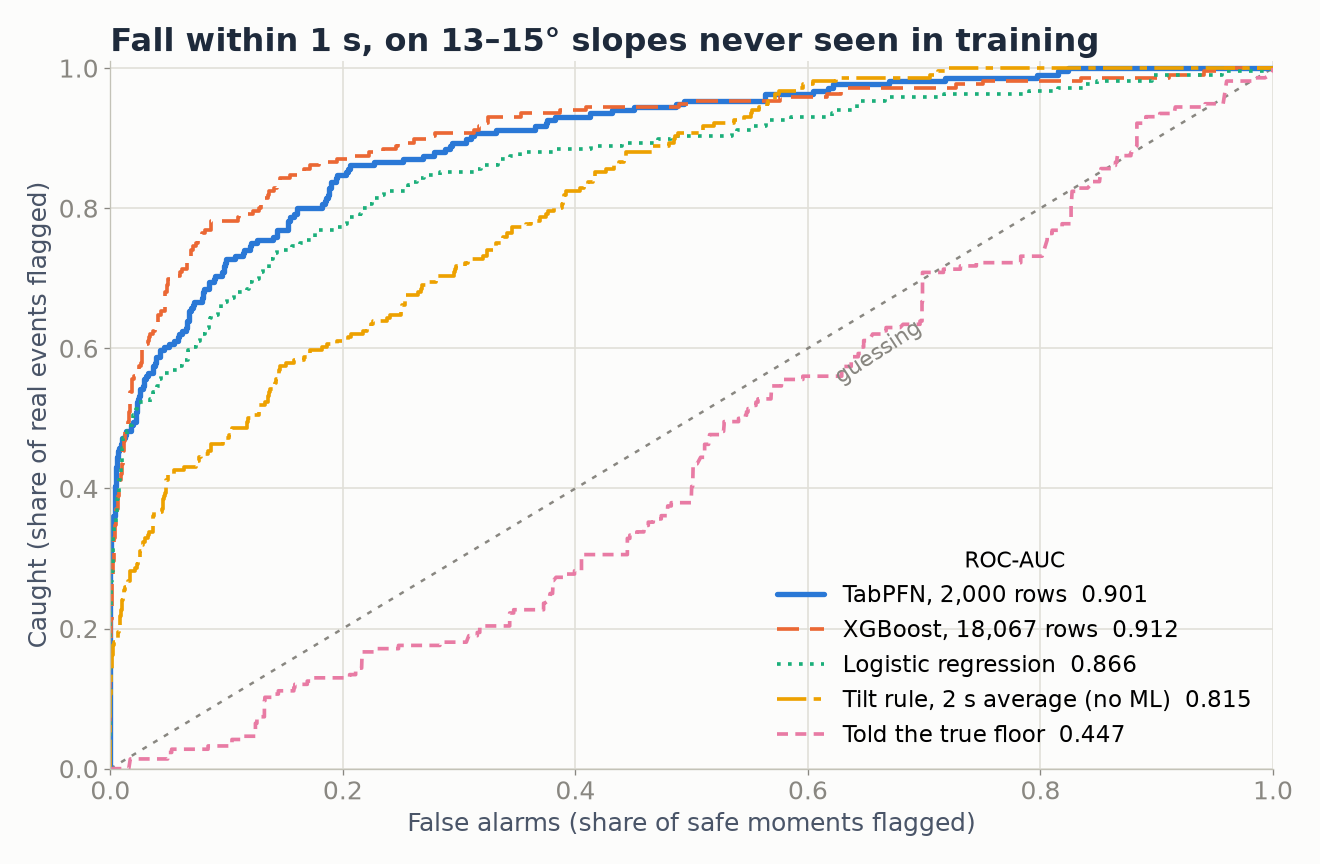 Fall within 1 s, on 13–15° slopes never seen in training
Caught (share of real events flagged)
1.0
0.8
0.6
0.4
0.2
0.0
guessing
ROC-AUC
TabPFN, 2,000 rows 0.901
XGBoost, 18,067 rows 0.912
Logistic regression 0.866
Tilt rule, 2 s average (no ML) 0.815
Told the true floor 0.447
0.0 0.2 0.4 0.6 0.8 1.0
False alarms (share of safe moments flagged)